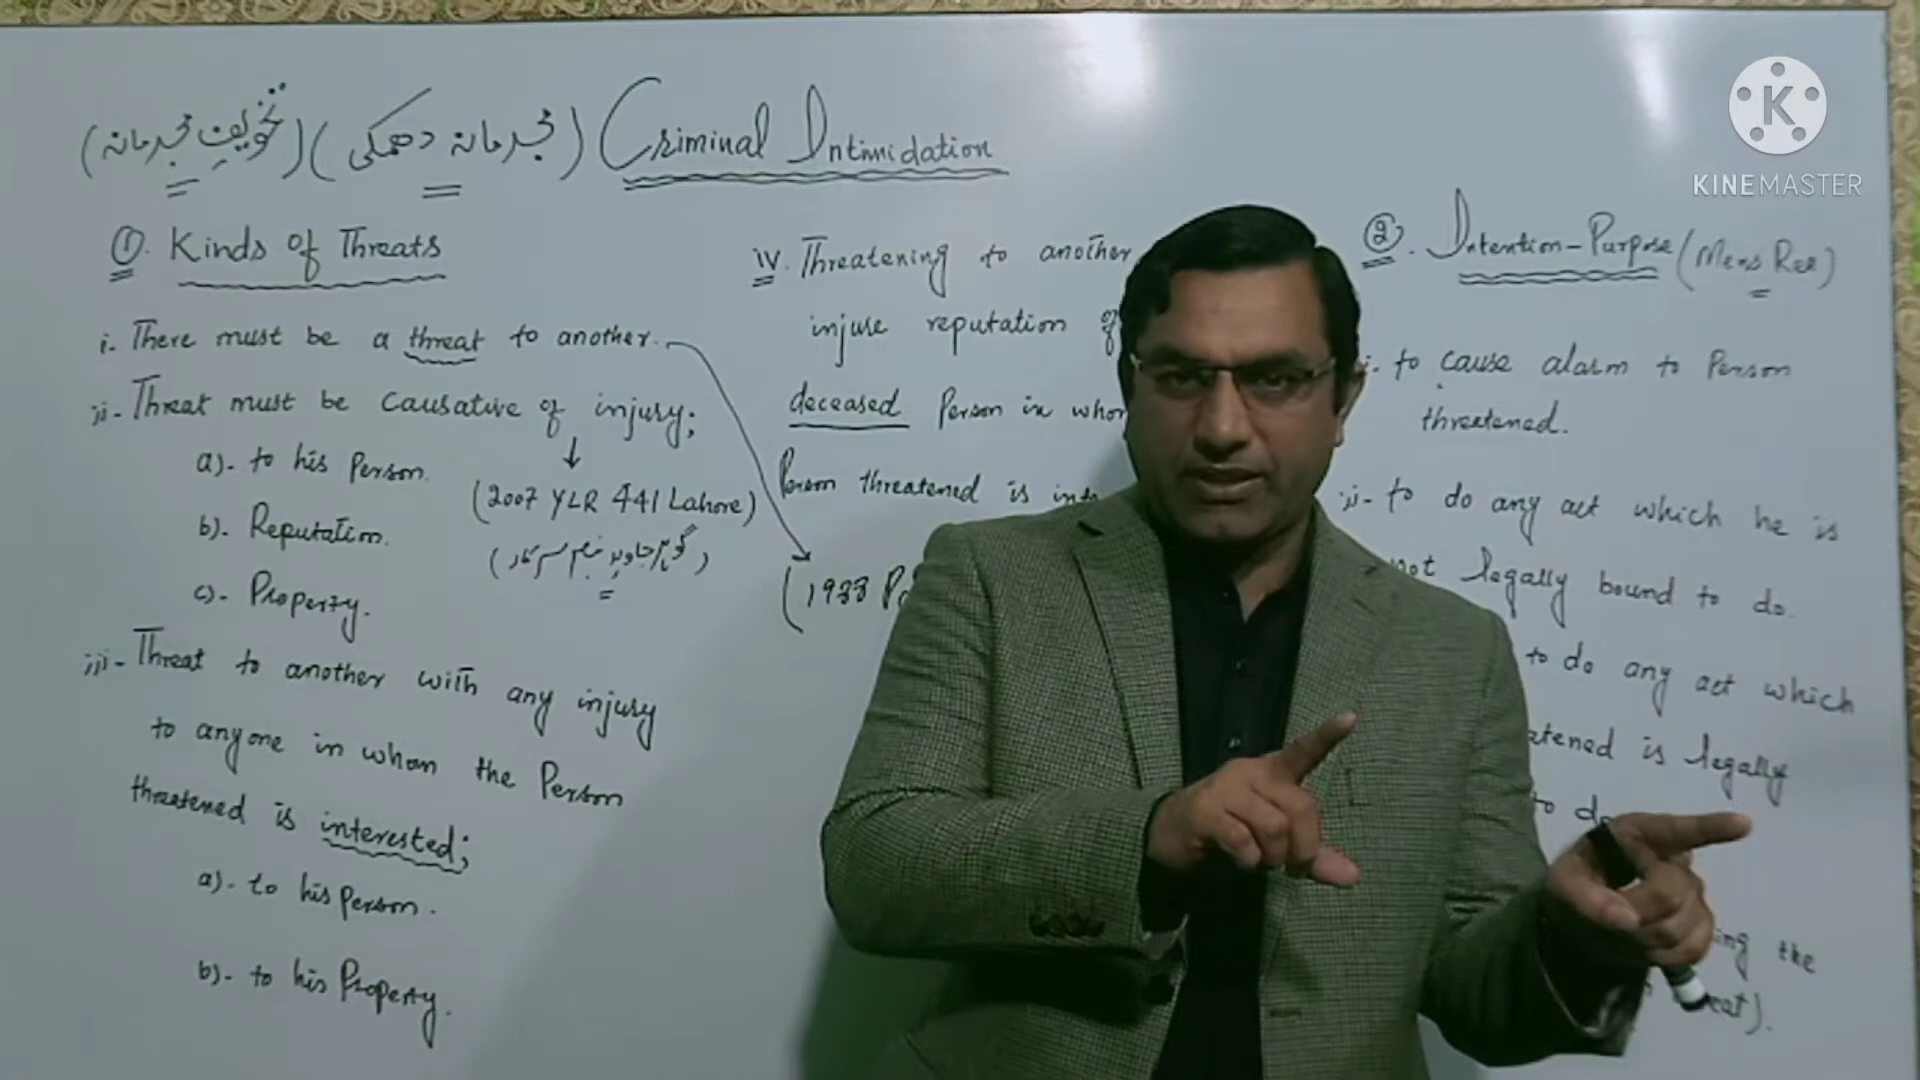 Criminal Intimidation (مجرمانہ دھمکی) (تخویفِ مجرمانہ)
①. Kinds of Threats
i. There must be a threat to another.
ii- Threat must be causative of injury;
a)- to his Person.
b)- Reputation.
c)- Property.
(2007 YLR 441 Lahore)
iii- Threat to another with any injury
to anyone in whom the Person
threatened is interested;
a)- to his Person.
b)- to his Property.
iv. Threatening to another
injure reputation of
deceased Person in whom
Person threatened is
(1933
②. Intention-Purpose (Mens Rea)
i. to cause alarm to Person
threatened.
ii- to do any act which he is
not legally bound to do.
to do any act which
is legally
to do
the
KINEMASTER